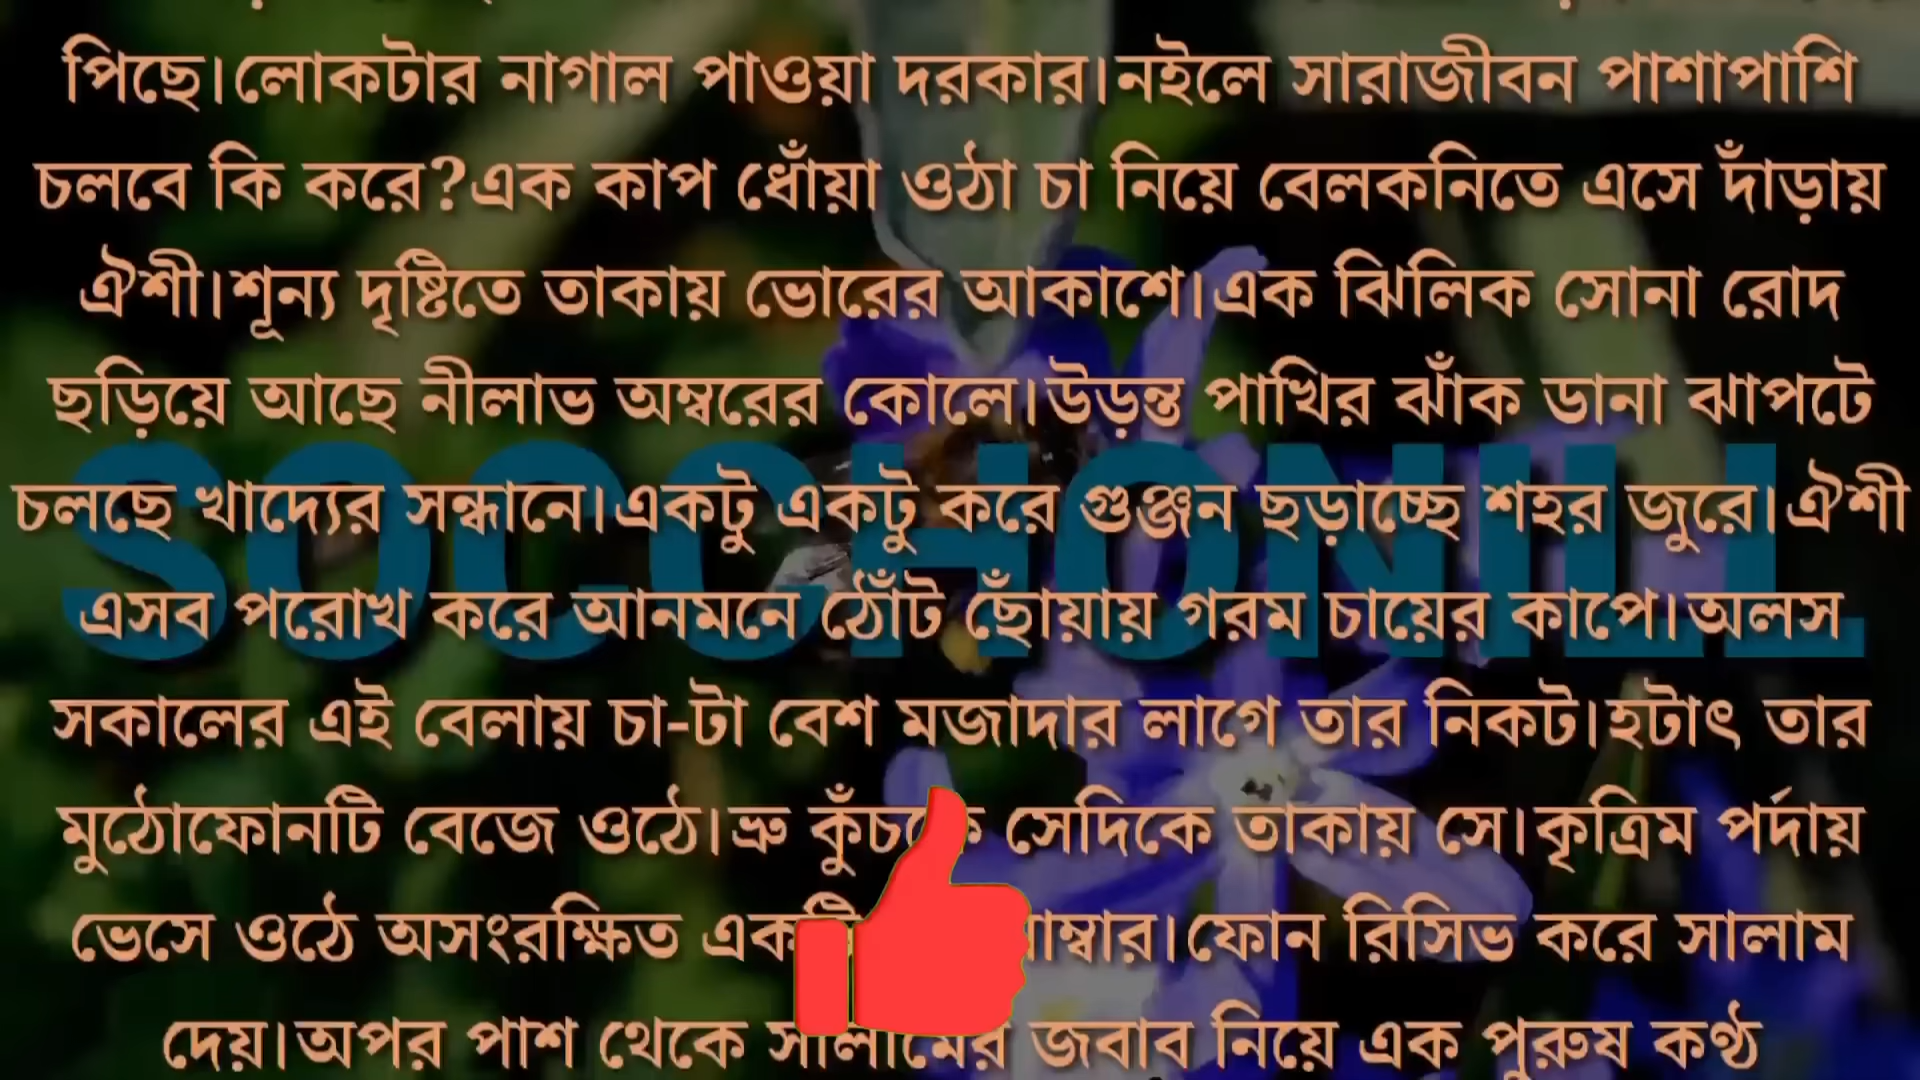 পিছে।লোকটার নাগাল পাওয়া দরকার।নইলে সারাজীবন পাশাপাশি
চলবে কি করে?এক কাপ ধোঁয়া ওঠা চা নিয়ে বেলকনিতে এসে দাঁড়ায়
ঐশী।শূন্য দৃষ্টিতে তাকায় ভোরের আকাশে।এক ঝিলিক সোনা রোদ
ছড়িয়ে আছে নীলাভ অম্বরের কোলে।উড়ন্ত পাখির ঝাঁক ডানা ঝাপটে
SOCCHONILL
চলছে খাদ্যের সন্ধানে।একটু একটু করে গুঞ্জন ছড়াচ্ছে শহর জুরে।ঐশী
এসব পরোখ করে আনমনে ঠোঁট ছোঁয়ায় গরম চায়ের কাপে।অলস
সকালের এই বেলায় চা-টা বেশ মজাদার লাগে তার নিকট।হটাৎ তার
মুঠোফোনটি বেজে ওঠে।ভ্রু কুঁচকে সেদিকে তাকায় সে।কৃত্রিম পর্দায়
ভেসে ওঠে অসংরক্ষিত ফোন রিসিভ করে সালাম
দেয়।অপর পাশ থেকে সালামের জবাব নিয়ে এক পুরুষ কণ্ঠ